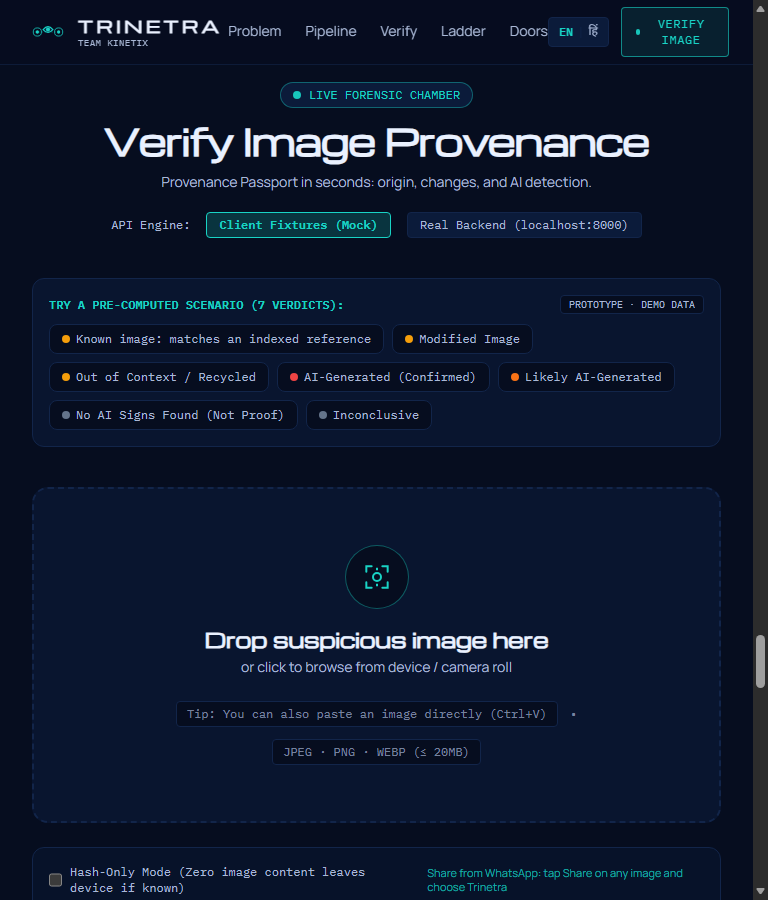 TRINETRA
TEAM KINETIX
Problem
Pipeline
Verify
Ladder
Doors
EN
हिं
VERIFY
IMAGE
LIVE FORENSIC CHAMBER
Verify Image Provenance
Provenance Passport in seconds: origin, changes, and AI detection.
API Engine:
Client Fixtures (Mock)
Real Backend (localhost:8000)
TRY A PRE-COMPUTED SCENARIO (7 VERDICTS):
PROTOTYPE · DEMO DATA
Known image: matches an indexed reference
Modified Image
Out of Context / Recycled
AI-Generated (Confirmed)
Likely AI-Generated
No AI Signs Found (Not Proof)
Inconclusive
Drop suspicious image here
or click to browse from device / camera roll
Tip: You can also paste an image directly (Ctrl+V) •
JPEG · PNG · WEBP (≤ 20MB)
Hash-Only Mode (Zero image content leaves
device if known)
Share from WhatsApp: tap Share on any image and
choose Trinetra